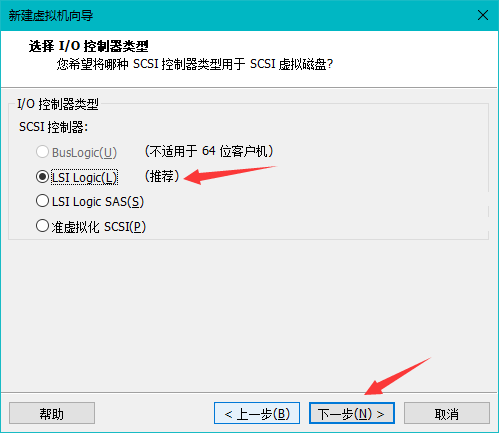 新建虚拟机向导
选择 I/O 控制器类型
您希望将哪种 SCSI 控制器类型用于 SCSI 虚拟磁盘?
I/O 控制器类型
SCSI 控制器:
BusLogic(U) (不适用于 64 位客户机)
LSI Logic(L) (推荐)
LSI Logic SAS(S)
准虚拟化 SCSI(P)
帮助 < 上一步(B) 下一步(N) > 取消